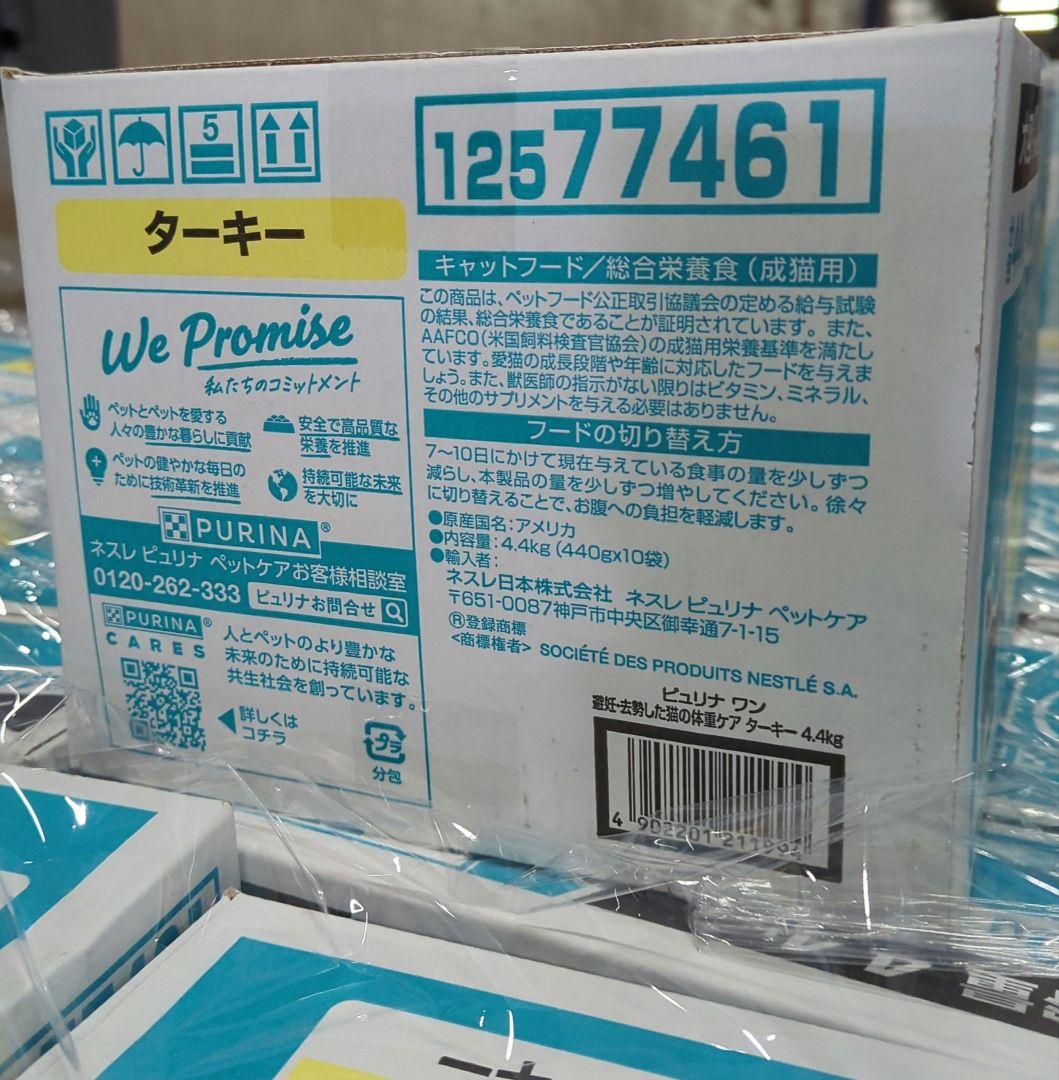 5
12577461
ターキー
We Promise
私たちのコミットメント
ペットとペットを愛する
人々の豊かな暮らしに貢献
安全で高品質な
栄養を推進
ペットの健やかな毎日の
ために技術革新を推進
持続可能な未来
を大切に
PURINA®
ネスレ ピュリナ ペットケアお客様相談室
0120-262-333 ピュリナお問合せ
PURINA®
CARES
人とペットのより豊かな
未来のために持続可能な
共生社会を創っています。
詳しくは
コチラ
プラ
分包
キャットフード/総合栄養食(成猫用)
この商品は、ペットフード公正取引協議会の定める給与試験
の結果、総合栄養食であることが証明されています。また、
AAFCO(米国飼料検査官協会)の成猫用栄養基準を満たし
ています。愛猫の成長段階や年齢に対応したフードを与えま
しょう。また、獣医師の指示がない限りはビタミン、ミネラル、
その他のサプリメントを与える必要はありません。
フードの切り替え方
7〜10日にかけて現在与えている食事の量を少しずつ
減らし、本製品の量を少しずつ増やしてください。徐々
に切り替えることで、お腹への負担を軽減します。
●原産国名:アメリカ
●内容量:4.4kg(440gx10袋)
●輸入者:
ネスレ日本株式会社 ネスレ ピュリナ ペットケア
〒651-0087神戸市中央区御幸通7-1-15
®登録商標
<商標権者> SOCIÉTÉ DES PRODUITS NESTLÉ S.A.
ピュリナ ワン
避妊・去勢した猫の体重ケア ターキー 4.4kg